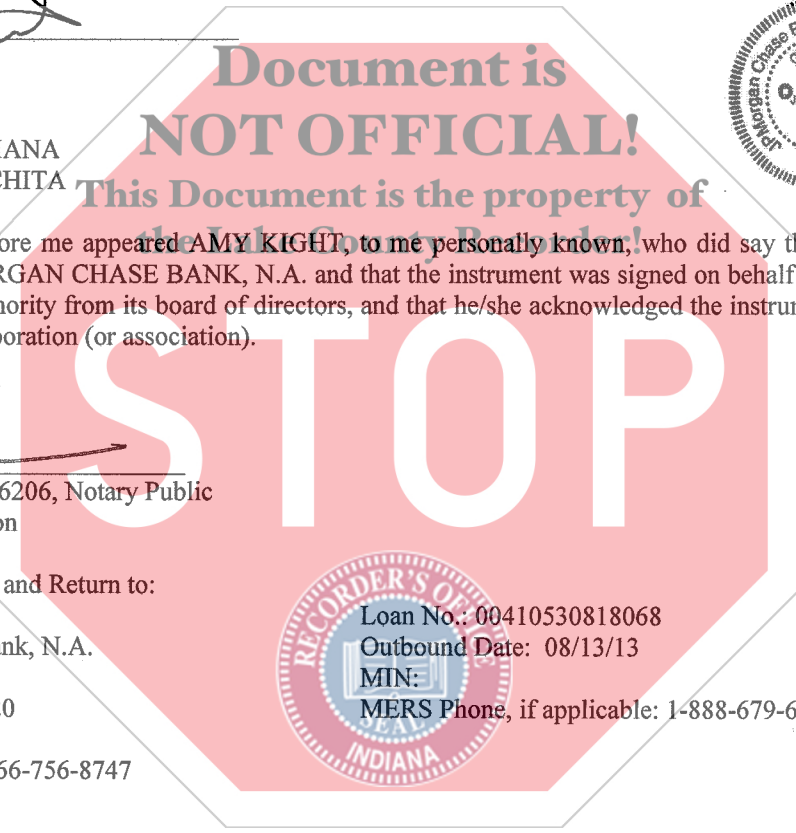 Document is
NOT OFFICIAL!
IANA
CHITA
This Document is the property of
the Lake County Recorder!
ore me appeared AMY KIGHT, to me personally known, who did say th
RGAN CHASE BANK, N.A. and that the instrument was signed on behalf
hority from its board of directors, and that he/she acknowledged the instru
poration (or association).
STOP
6206, Notary Public
on
and Return to:
nk, N.A.
0
66-756-8747
Loan No.: 00410530818068
Outbound Date: 08/13/13
MIN:
MERS Phone, if applicable: 1-888-679-6
RECORDER'S OFFICE
SEAL
INDIANA
JPMorgan Chase